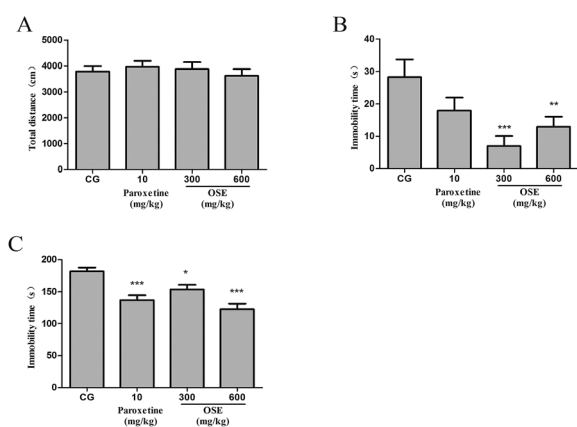 A
Total distance (cm)
5000
4000
3000
2000
1000
0
CG
10
300
600
Paroxetine
OSE
(mg/kg)
(mg/kg)
B
Immobility time (s)
40
30
20
10
0
***
**
CG
10
300
600
Paroxetine
OSE
(mg/kg)
(mg/kg)
C
Immobility time (s)
200
150
100
50
0
***
*
***
CG
10
300
600
Paroxetine
OSE
(mg/kg)
(mg/kg)